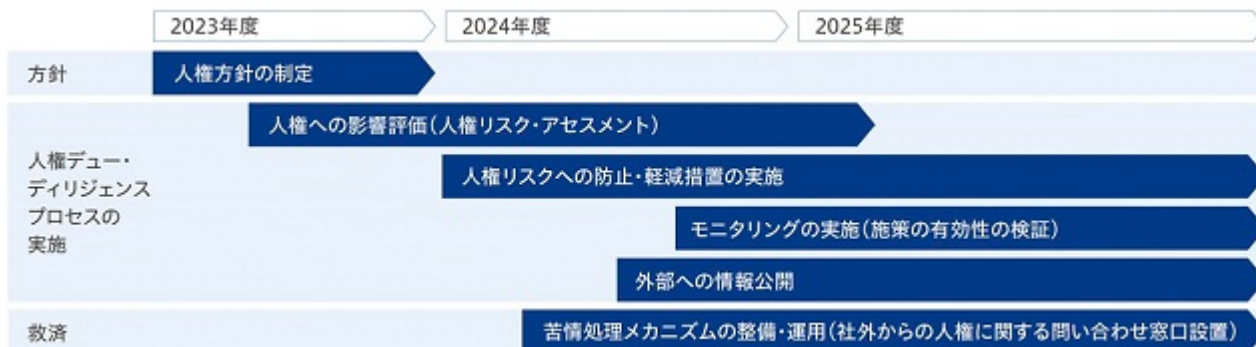 2023年度
2024年度
2025年度
方針
人権方針の制定
人権デュー・
ディリジェンス
プロセスの
実施
人権への影響評価(人権リスク・アセスメント)
人権リスクへの防止・軽減措置の実施
モニタリングの実施(施策の有効性の検証)
外部への情報公開
救済
苦情処理メカニズムの整備・運用(社外からの人権に関する問い合わせ窓口設置)